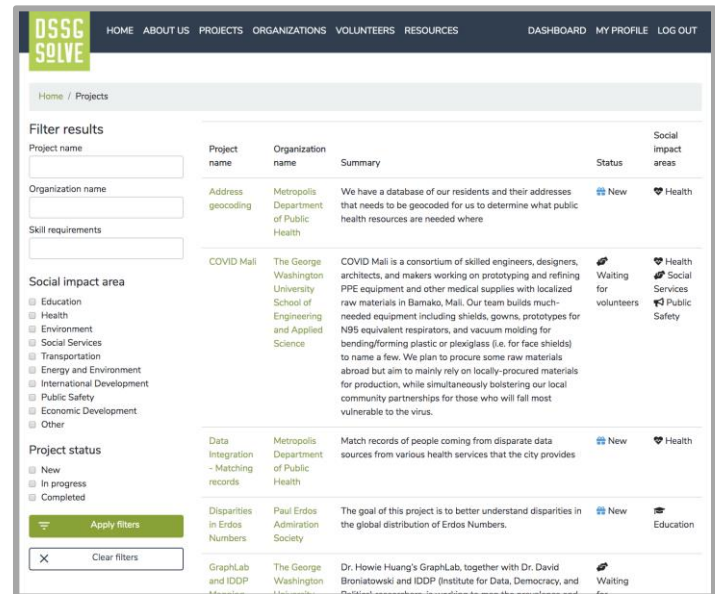 DSSG
SOLVE
HOME ABOUT US PROJECTS ORGANIZATIONS VOLUNTEERS RESOURCES DASHBOARD MY PROFILE LOG OUT
Home / Projects
Filter results
Project name
Organization name
Skill requirements
Social impact area
Education
Health
Environment
Social Services
Transportation
Energy and Environment
International Development
Public Safety
Economic Development
Other
Project status
New
In progress
Completed
Apply filters
Clear filters
Project
name
Organization
name
Summary
Status
Social
impact
areas
Address
geocoding
Metropolis
Department
of Public
Health
We have a database of our residents and their addresses
that needs to be geocoded for us to determine what public
health resources are needed where
New
Health
COVID Mali
The George
Washington
University
School of
Engineering
and Applied
Science
COVID Mali is a consortium of skilled engineers, designers,
architects, and makers working on prototyping and refining
PPE equipment and other medical supplies with localized
raw materials in Bamako, Mali. Our team builds much-
needed equipment including shields, gowns, prototypes for
N95 equivalent respirators, and vacuum molding for
bending/forming plastic or plexiglass (i.e. for face shields)
to name a few. We plan to procure some raw materials
abroad but aim to mainly rely on locally-procured materials
for production, while simultaneously bolstering our local
community partnerships for those who will fall most
vulnerable to the virus.
Waiting
for
volunteers
Health
Social
Services
Public
Safety
Data
Integration
- Matching
records
Metropolis
Department
of Public
Health
Match records of people coming from disparate data
sources from various health services that the city provides
New
Health
Disparities
in Erdos
Numbers
Paul Erdos
Admiration
Society
The goal of this project is to better understand disparities in
the global distribution of Erdos Numbers.
New
Education
GraphLab
and IDDP
The George
Washington
Dr. Howie Huang's GraphLab, together with Dr. David
Broniatowski and IDDP (Institute for Data, Democracy, and
Waiting